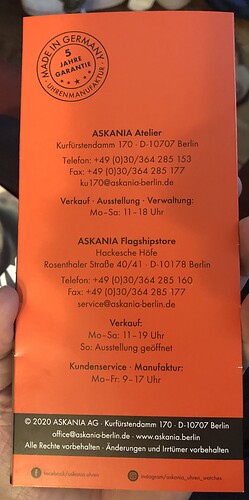 MADE IN GERMANY
5
JAHRE
GARANTIE
UHRENMANUFAKTUR
ASKANIA Atelier
Kurfürstendamm 170 · D-10707 Berlin
Telefon: +49 (0)30/364 285 153
Fax: +49 (0)30/364 285 177
ku170@askania-berlin.de
Verkauf · Ausstellung · Verwaltung:
Mo–Sa: 11–18 Uhr
ASKANIA Flagshipstore
Hackesche Höfe
Rosenthaler Straße 40/41 · D-10178 Berlin
Telefon: +49 (0)30/364 285 160
Fax: +49 (0)30/364 285 177
service@askania-berlin.de
Verkauf:
Mo–Sa: 11–19 Uhr
So: Ausstellung geöffnet
Kundenservice · Manufaktur:
Mo–Fr: 9–17 Uhr
© 2020 ASKANIA AG · Kurfürstendamm 170 · D-10707 Berlin
office@askania-berlin.de · www.askania.berlin
Alle Rechte vorbehalten · Änderungen und Irrtümer vorbehalten
facebook/askania.uhren
instagram/askania_uhren_watches